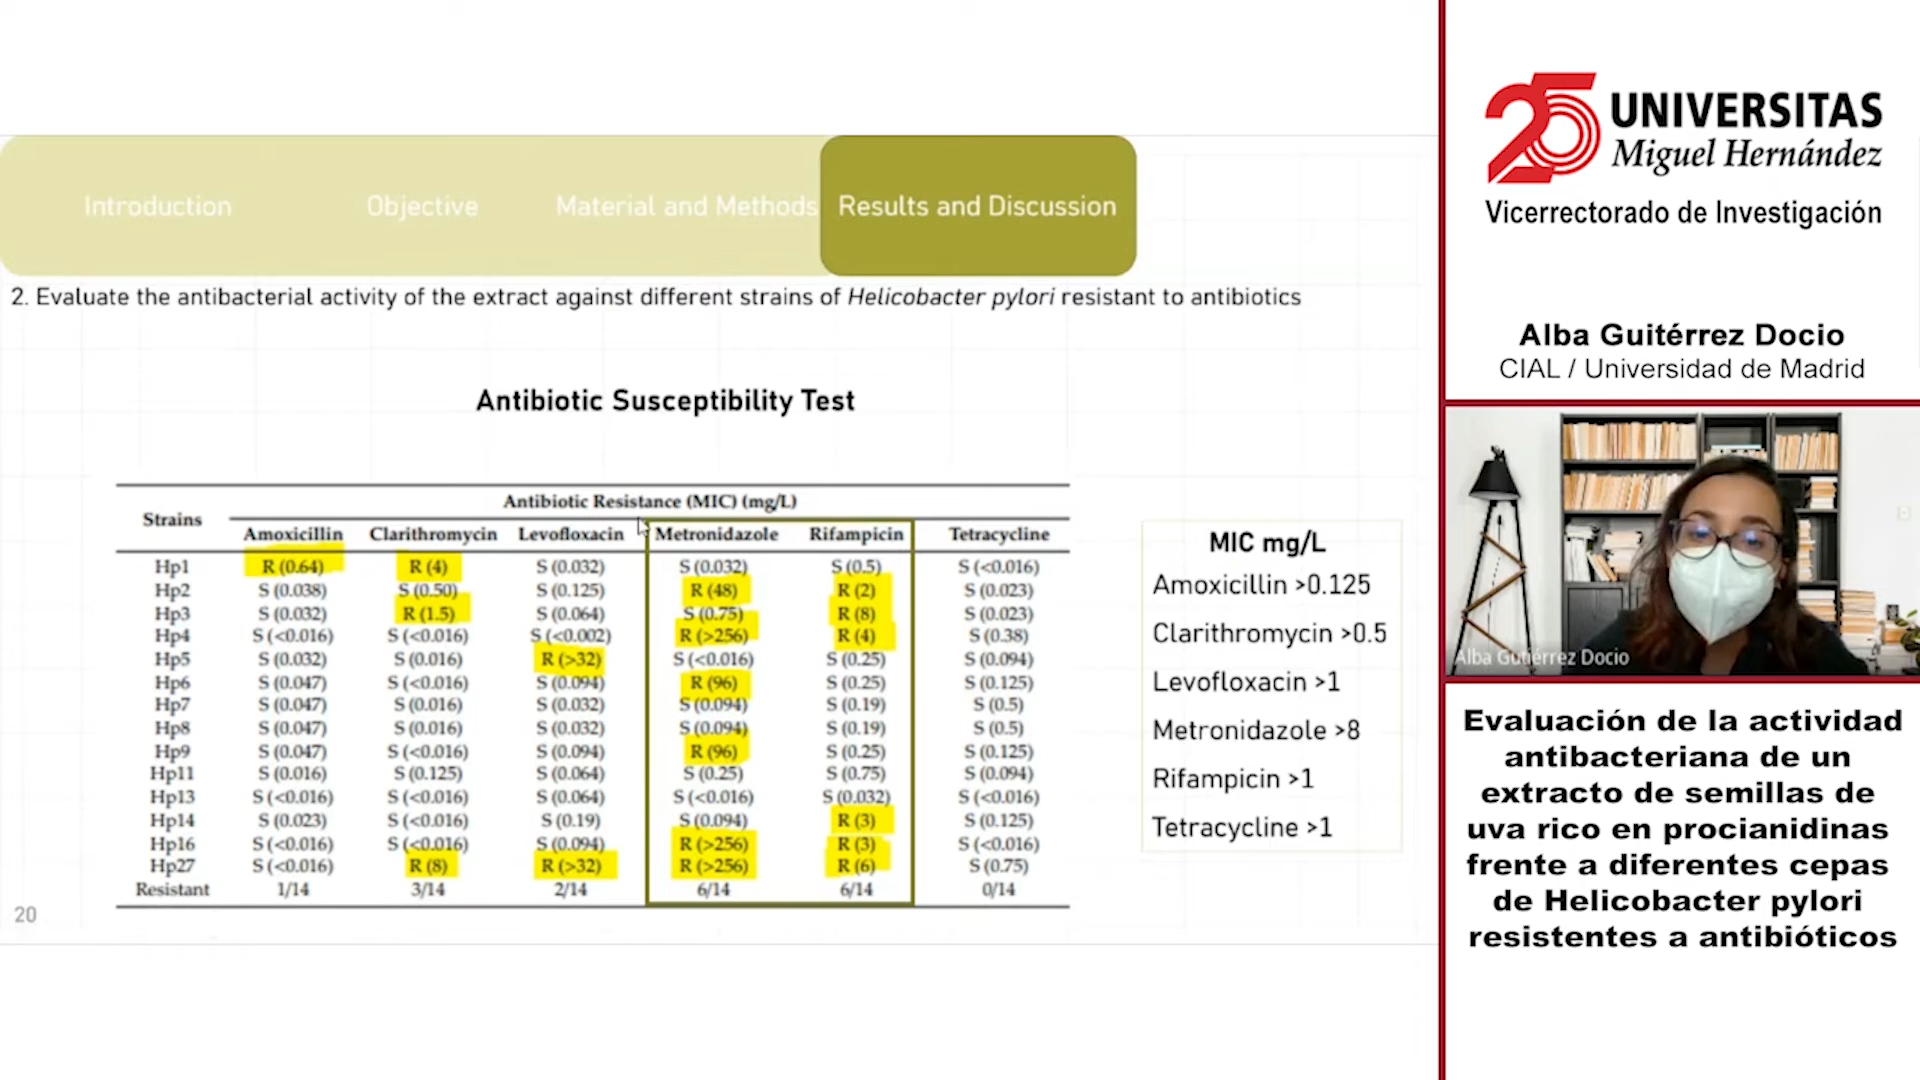 Introduction Objective Material and Methods Results and Discussion
2. Evaluate the antibacterial activity of the extract against different strains of Helicobacter pylori resistant to antibiotics
Antibiotic Susceptibility Test
Antibiotic Resistance (MIC) (mg/L)
Strains
Amoxicillin Clarithromycin Levofloxacin Metronidazole Rifampicin Tetracycline
Hp1 R (0.64) R (4) S (0.032) S (0.032) S (0.5) S (<0.016)
Hp2 S (0.038) S (0.50) S (0.125) R (48) R (2) S (0.023)
Hp3 S (0.032) R (1.5) S (0.064) S (0.75) R (8) S (0.023)
Hp4 S (<0.016) S (<0.016) S (<0.002) R (>256) R (4) S (0.38)
Hp5 S (0.032) S (0.016) R (>32) S (<0.016) S (0.25) S (0.094)
Hp6 S (0.047) S (<0.016) S (0.094) R (96) S (0.25) S (0.125)
Hp7 S (0.047) S (0.016) S (0.032) S (0.094) S (0.19) S (0.5)
Hp8 S (0.047) S (0.016) S (0.032) S (0.094) S (0.19) S (0.5)
Hp9 S (0.047) S (<0.016) S (0.094) R (96) S (0.25) S (0.125)
Hp11 S (0.016) S (0.125) S (0.064) S (0.25) S (0.75) S (0.094)
Hp13 S (<0.016) S (<0.016) S (0.064) S (<0.016) S (0.032) S (<0.016)
Hp14 S (0.023) S (<0.016) S (0.19) S (0.094) R (3) S (0.125)
Hp16 S (<0.016) S (<0.016) S (0.094) R (>256) R (3) S (<0.016)
Hp27 S (<0.016) R (8) R (>32) R (>256) R (6) S (0.75)
Resistant 1/14 3/14 2/14 6/14 6/14 0/14
MIC mg/L
Amoxicillin >0.125
Clarithromycin >0.5
Levofloxacin >1
Metronidazole >8
Rifampicin >1
Tetracycline >1
20
25 UNIVERSITAS
Miguel Hernández
Vicerrectorado de Investigación
Alba Guitérrez Docio
CIAL / Universidad de Madrid
Alba Gutiérrez Docio
Evaluación de la actividad
antibacteriana de un
extracto de semillas de
uva rico en procianidinas
frente a diferentes cepas
de Helicobacter pylori
resistentes a antibióticos